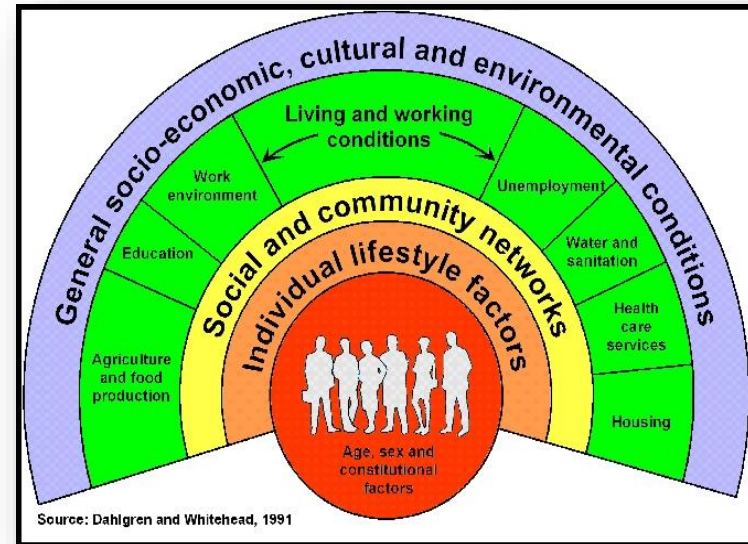 General socio-economic, cultural and environmental conditions
Living and working
conditions
Work
environment
Unemployment
Education
Water and
sanitation
Agriculture
and food
production
Health
care
services
Housing
Social and community networks
Individual lifestyle factors
Age, sex and
constitutional
factors
Source: Dahlgren and Whitehead, 1991